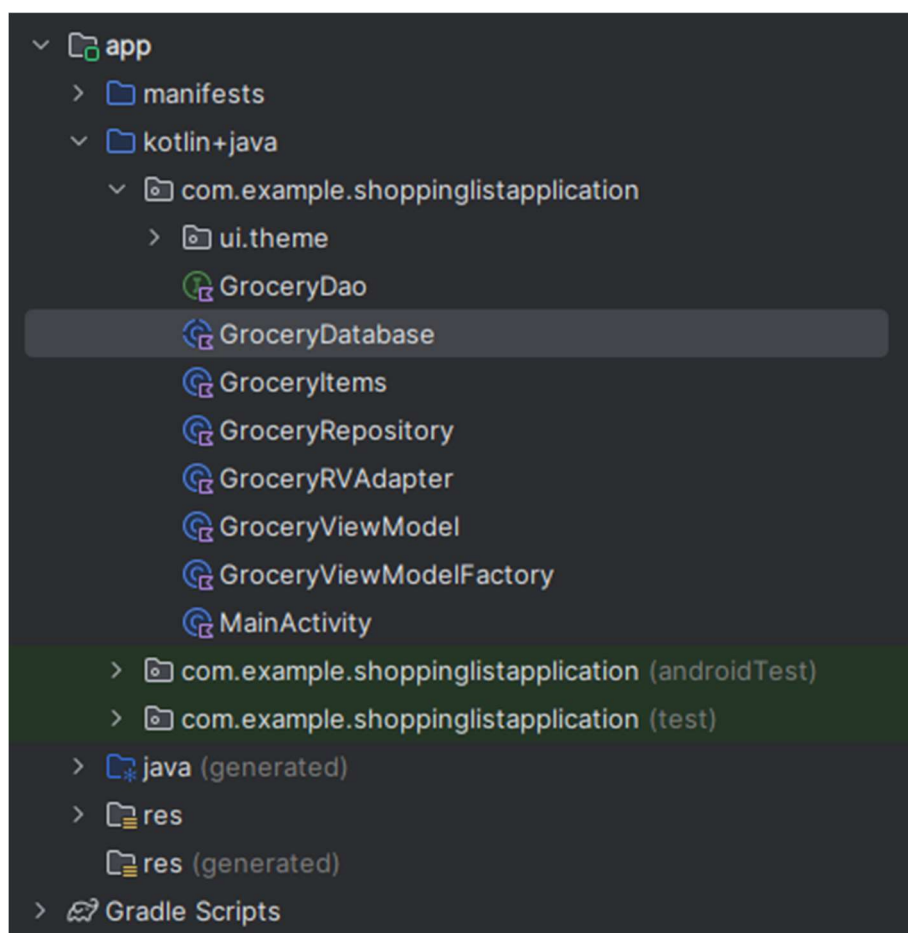 app
manifests
kotlin+java
com.example.shoppinglistapplication
ui.theme
GroceryDao
GroceryDatabase
GroceryItems
GroceryRepository
GroceryRVAdapter
GroceryViewModel
GroceryViewModelFactory
MainActivity
com.example.shoppinglistapplication (androidTest)
com.example.shoppinglistapplication (test)
java (generated)
res
res (generated)
Gradle Scripts